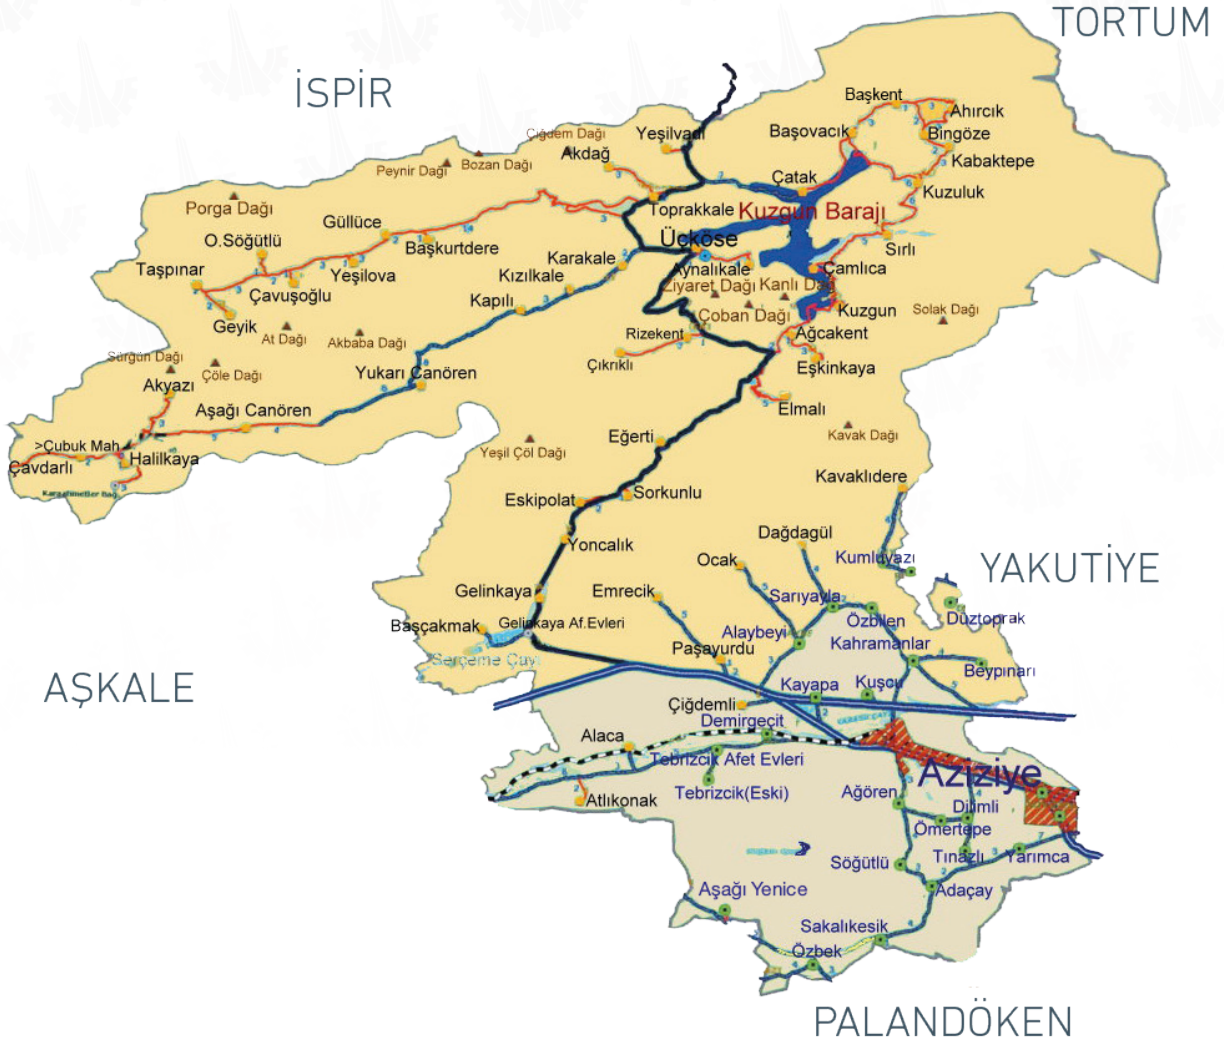 TORTUM
İSPİR
Başkent
Ahırcık
Başovacık
Bingöze
Yeşilvadi
Çiğdem Dağı
Akdağ
Kabaktepe
Bozan Dağı
Peynir Dağı
Çatak
Kuzuluk
Porga Dağı
Toprakkale
Kuzgun Barajı
Güllüce
O.Söğütlü
Başkurtdere
Üçköse
Sırlı
Karakale
Taşpınar
Yeşilova
Kızılkale
Aynalıkale
Çamlıca
Çavuşoğlu
Ziyaret Dağı
Kanlı Dağ
Kapılı
Kuzgun
Solak Dağı
Geyik
Çoban Dağı
At Dağı
Akbaba Dağı
Rizekent
Ağcakent
Sürgün Dağı
Çöle Dağı
Yukarı Canören
Çıkrıklı
Eşkinkaya
Akyazı
Aşağı Canören
Elmalı
Eğerti
Kavak Dağı
>Çubuk Mah
Halilkaya
Çavdarlı
Yeşil Çöl Dağı
Kavaklıdere
Eskipolat
Sorkunlu
Dağdagül
Yoncalık
Ocak
Kumluyazı
YAKUTİYE
Gelinkaya
Emrecik
Sarıyayla
Özbilen
Düztoprak
Başçakmak
Gelinkaya Af.Evleri
Alaybeyi
Kahramanlar
Serçeme Çayı
Paşayurdu
Beypınarı
AŞKALE
Kayapa
Kuşcu
Çiğdemli
Demirgeçit
Alaca
Tebrizcik Afet Evleri
Aziziye
Tebrizcik(Eski)
Ağören
Atlıkonak
Dilimli
Ömertepe
Söğütlü
Tınazlı
Yarımca
Aşağı Yenice
Adaçay
Sakalıkesik
Özbek
PALANDÖKEN